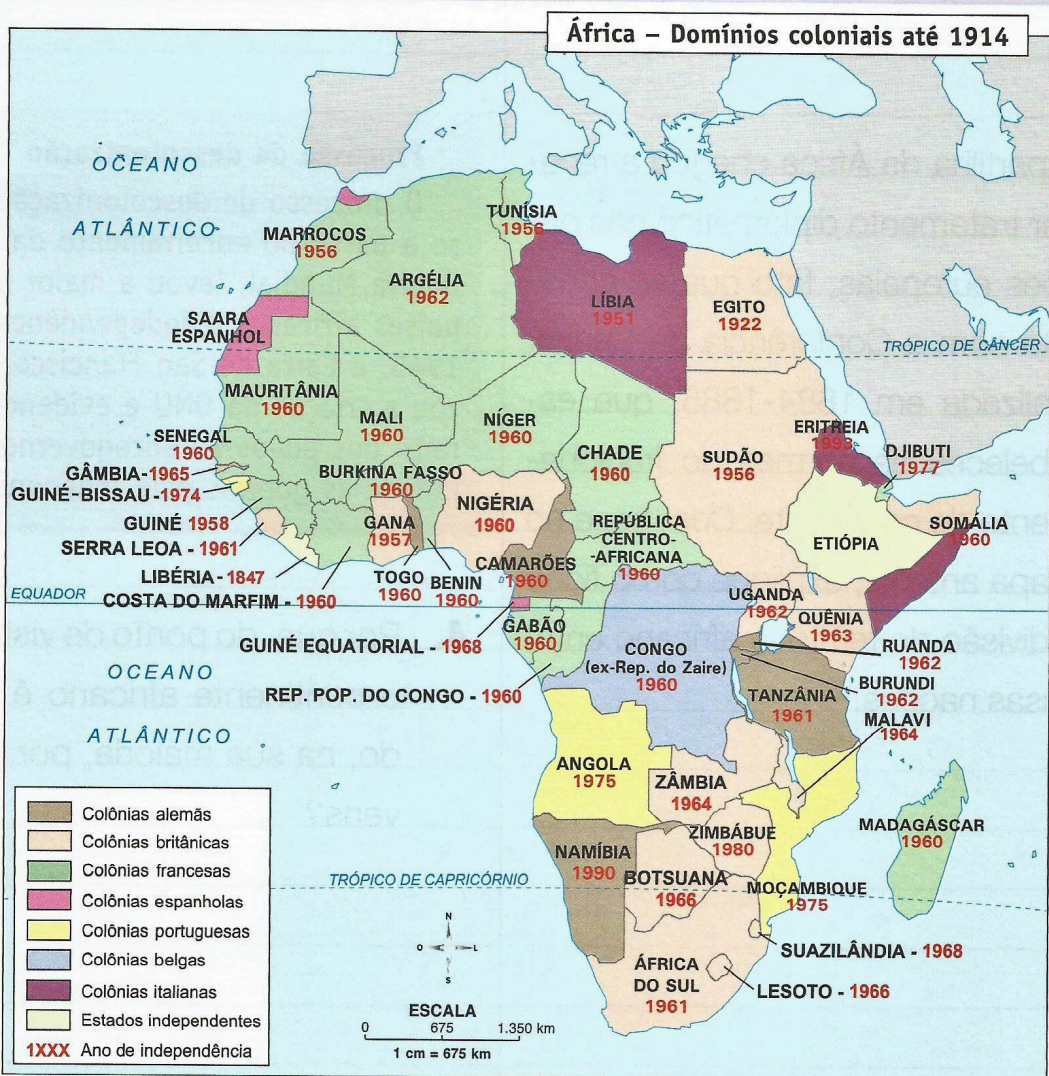 África – Domínios coloniais até 1914
OCEANO
ATLÂNTICO
MARROCOS
1956
TUNÍSIA
1956
ARGÉLIA
1962
LÍBIA
1951
EGITO
1922
SAARA
ESPANHOL
TRÓPICO DE CÂNCER
MAURITÂNIA
1960
MALI
1960
NÍGER
1960
CHADE
1960
SUDÃO
1956
ERITREIA
1993
DJIBUTI
1977
SENEGAL
1960
GÂMBIA-1965
GUINÉ-BISSAU - 1974
GUINÉ 1958
SERRA LEOA - 1961
LIBÉRIA - 1847
COSTA DO MARFIM - 1960
BURKINA FASSO
1960
GANA
1957
TOGO
1960
BENIN
1960
NIGÉRIA
1960
CAMARÕES
1960
REPÚBLICA
CENTRO-
AFRICANA
1960
ETIÓPIA
SOMÁLIA
1960
EQUADOR
GUINÉ EQUATORIAL - 1968
GABÃO
1960
REP. POP. DO CONGO - 1960
CONGO
(ex-Rep. do Zaire)
1960
UGANDA
1962
QUÊNIA
1963
RUANDA
1962
BURUNDI
1962
TANZÂNIA
1961
MALAVI
1964
OCEANO
ATLÂNTICO
ANGOLA
1975
ZÂMBIA
1964
ZIMBÁBUE
1980
MADAGÁSCAR
1960
NAMÍBIA
1990
BOTSUANA
1966
MOÇAMBIQUE
1975
TRÓPICO DE CAPRICÓRNIO
SUAZILÂNDIA - 1968
LESOTO - 1966
ÁFRICA
DO SUL
1961
Colônias alemãs
Colônias britânicas
Colônias francesas
Colônias espanholas
Colônias portuguesas
Colônias belgas
Colônias italianas
Estados independentes
1XXX Ano de independência
N
O L
S
ESCALA
0 675 1.350 km
1 cm = 675 km